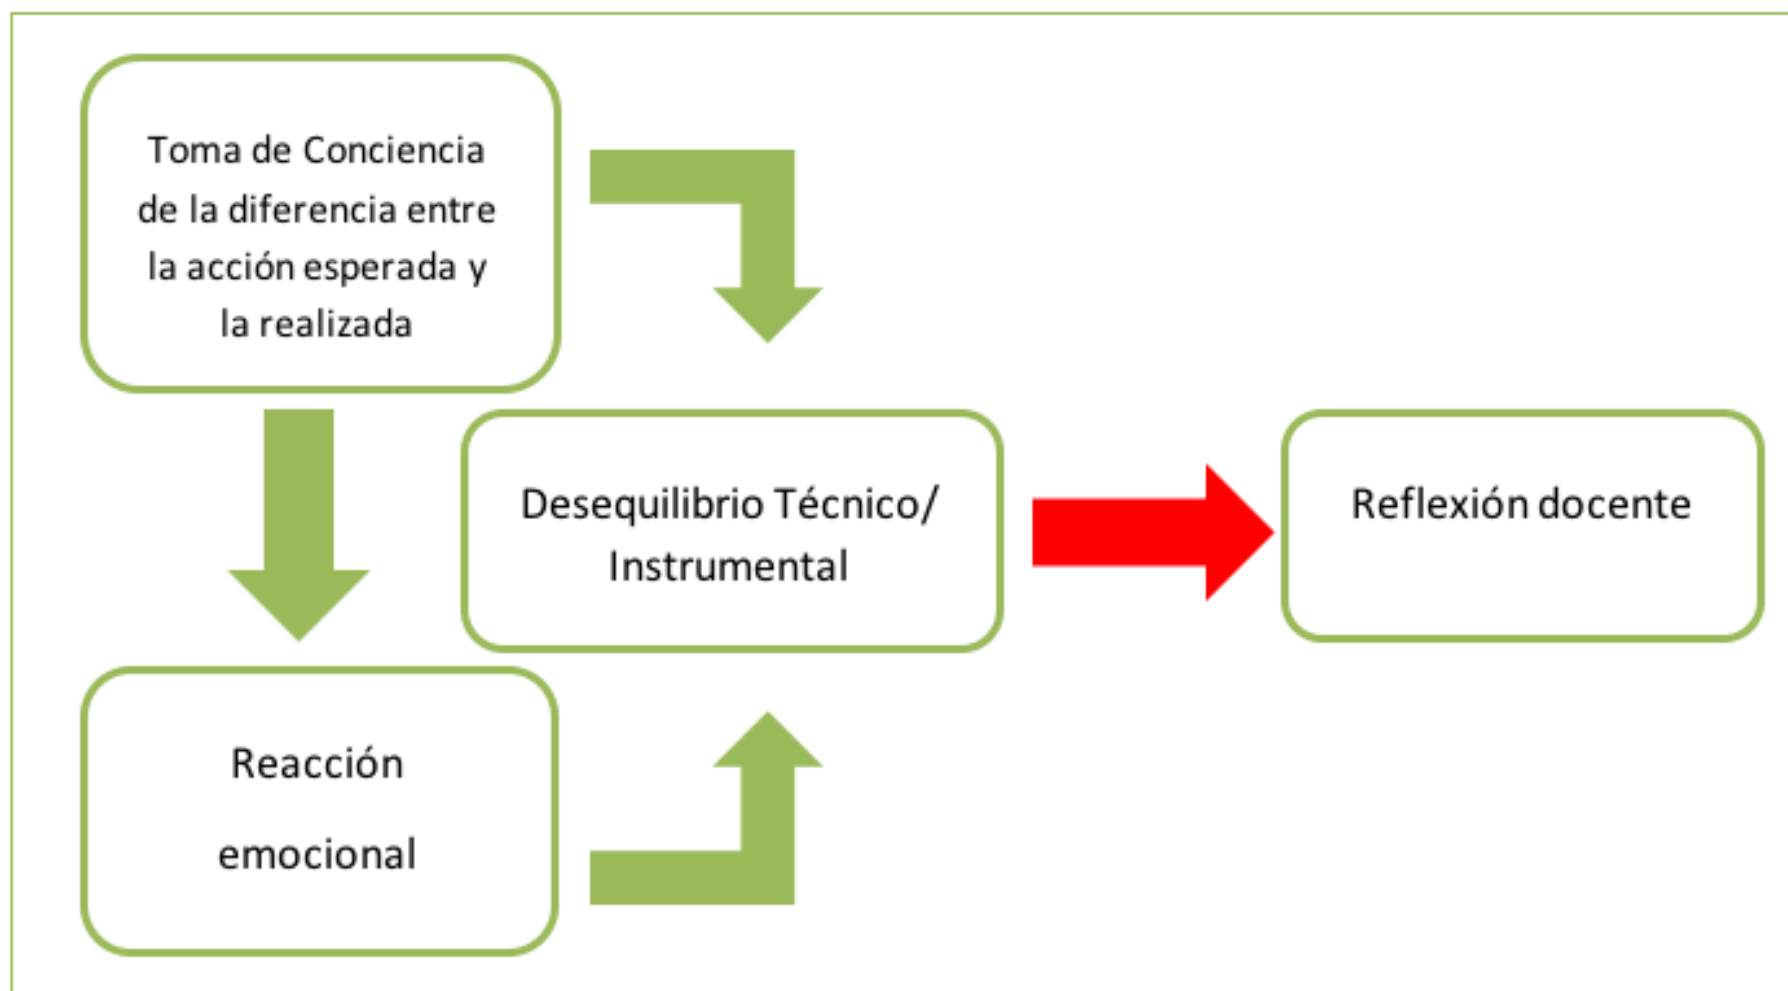 Toma de Conciencia
de la diferencia entre
la acción esperada y
la realizada
Desequilibrio Técnico/
Instrumental
Reflexión docente
Reacción
emocional